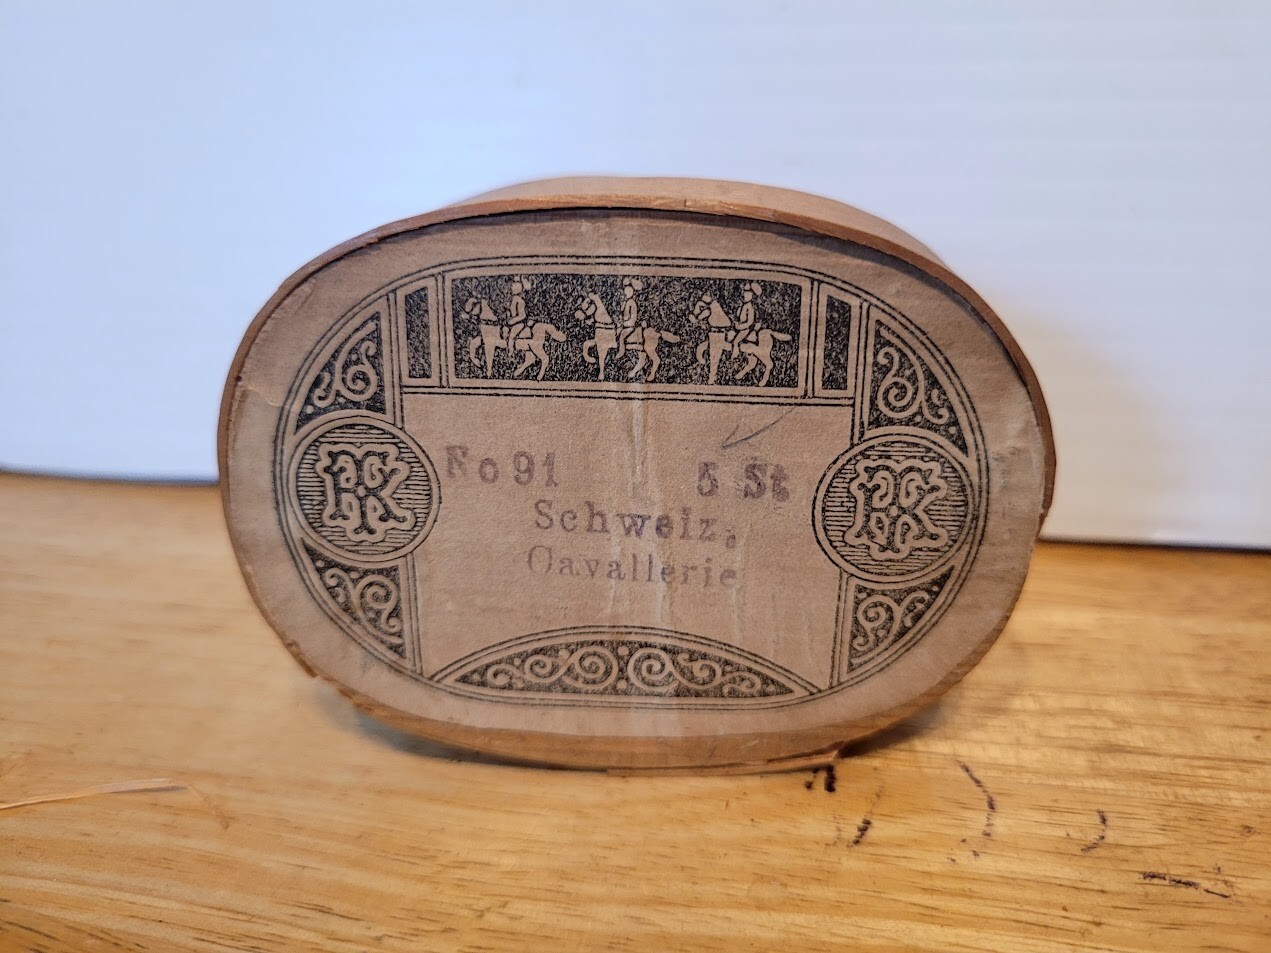 No 91 5 St
Schweiz.
Cavallerie